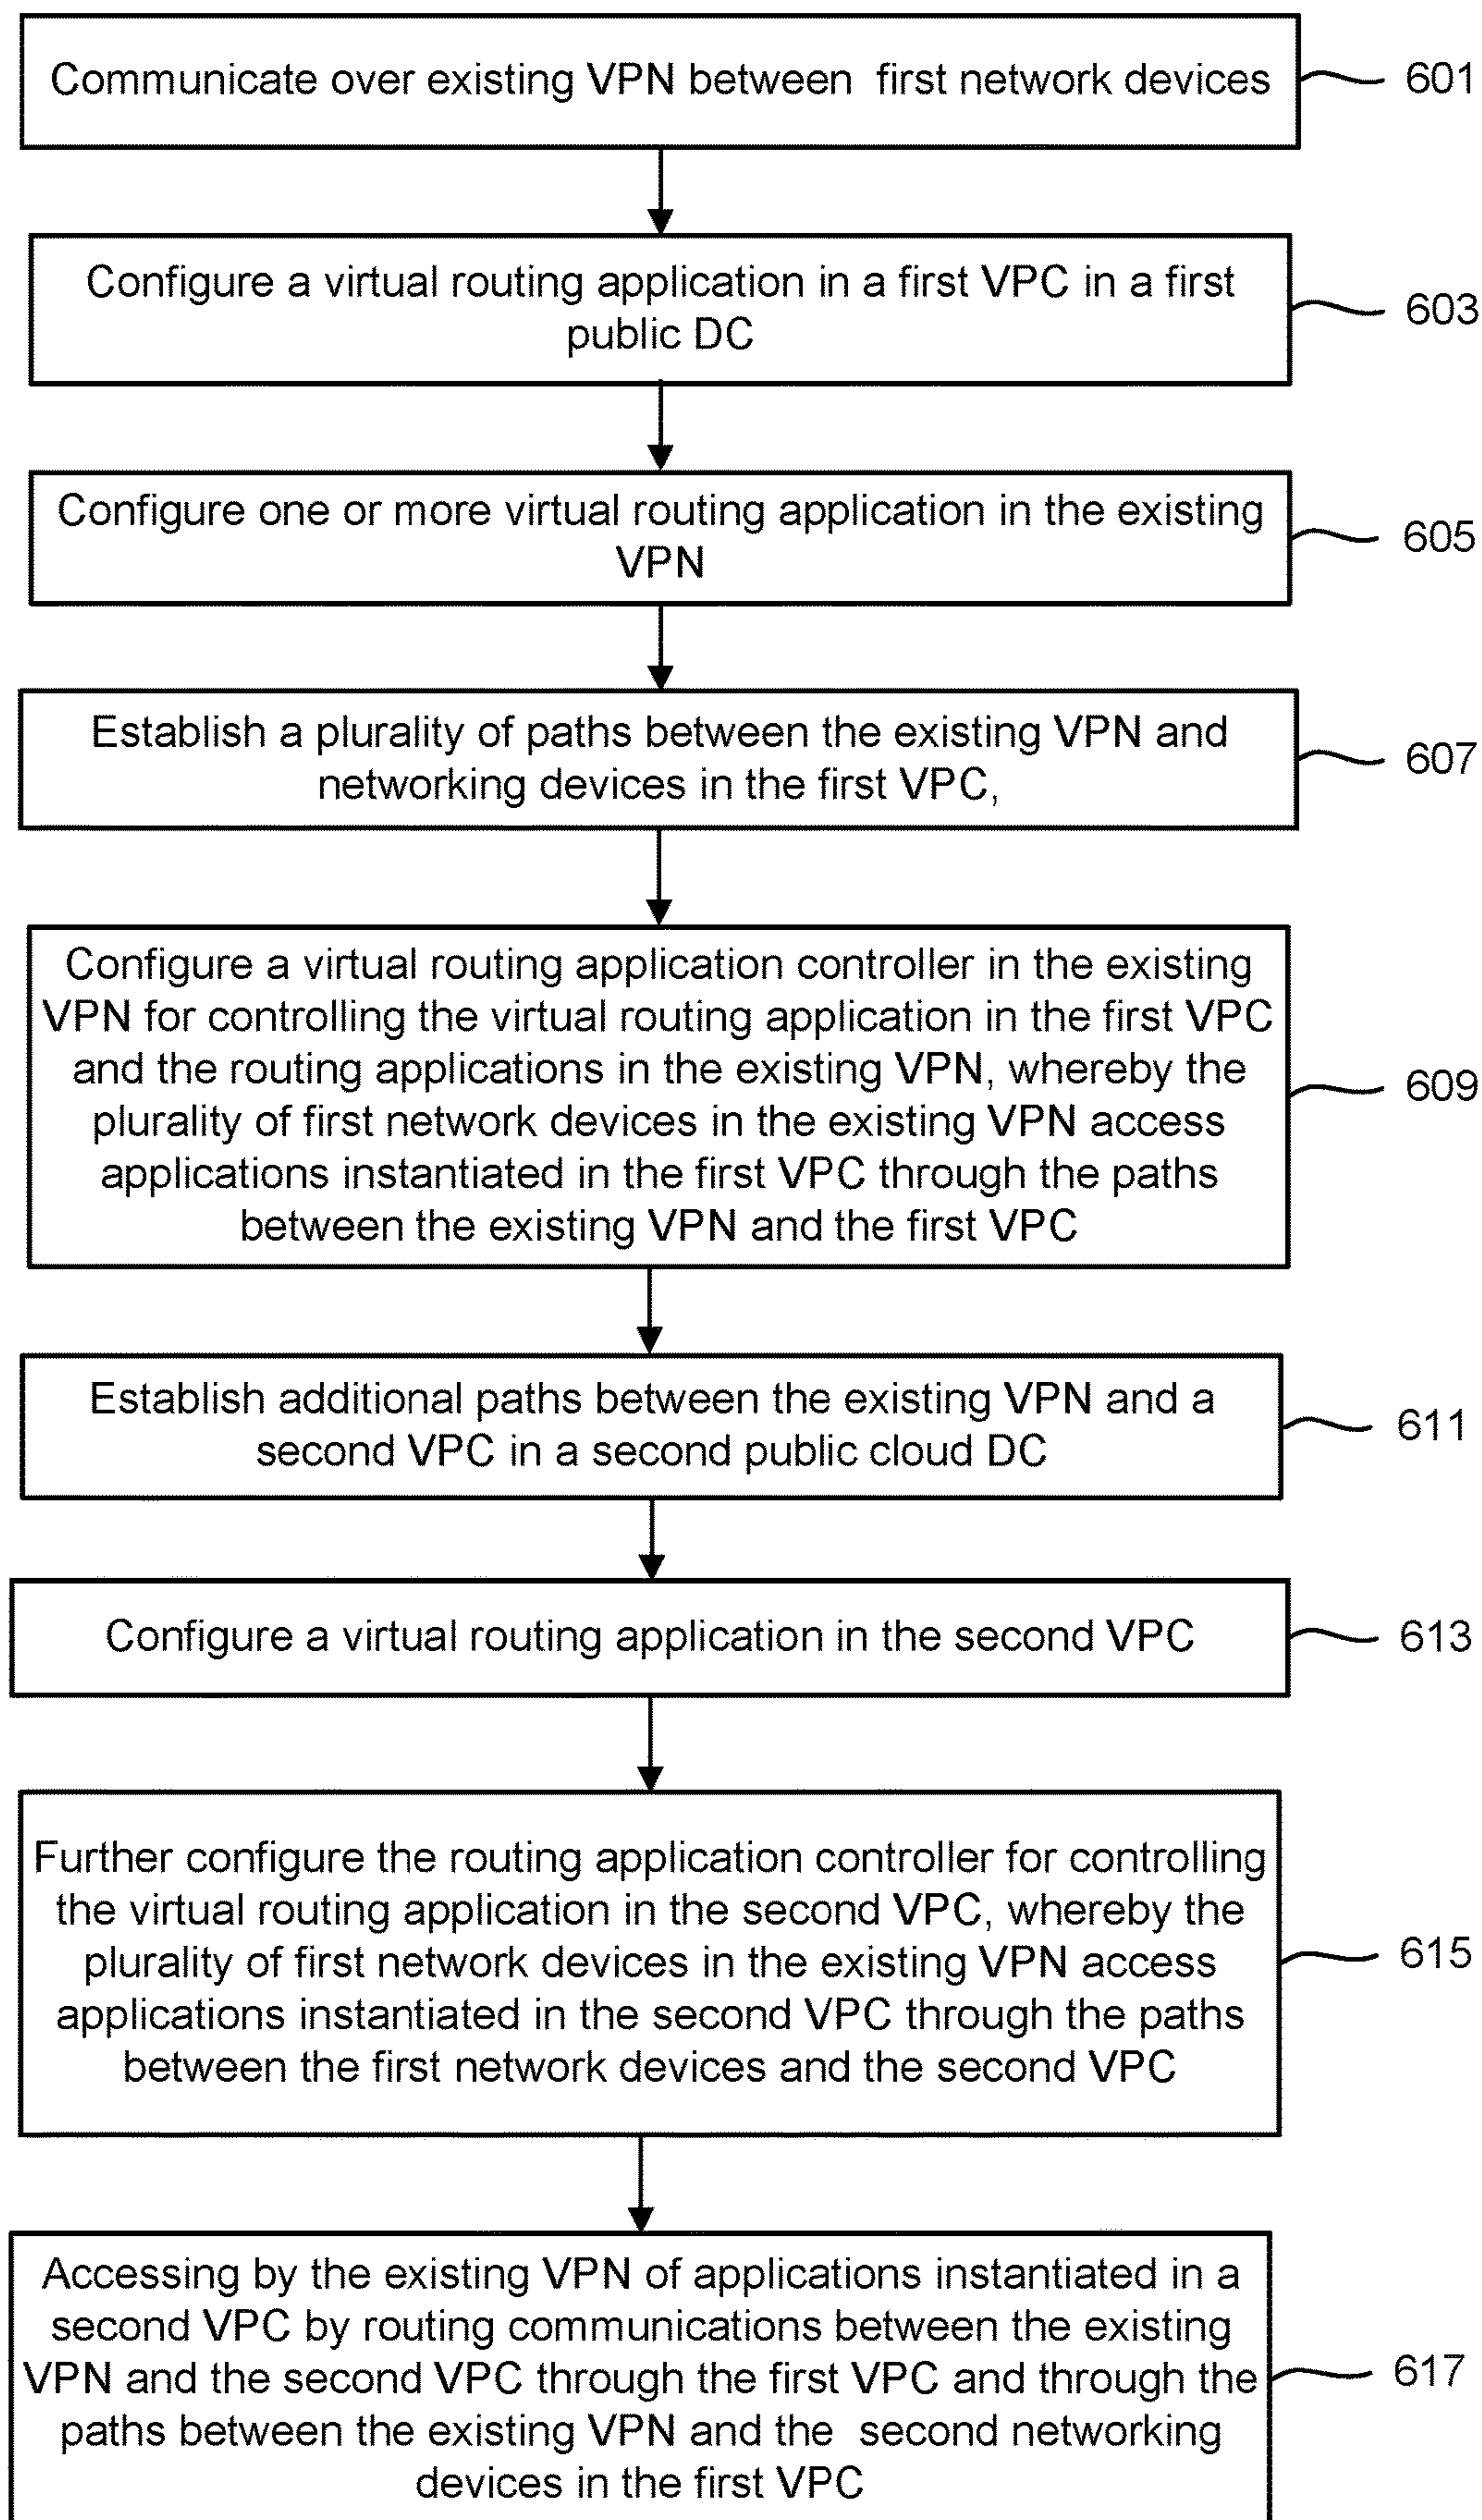 Communicate over existing VPN between first network devices
601
Configure a virtual routing application in a first VPC in a first
public DC
603
Configure one or more virtual routing application in the existing
VPN
605
Establish a plurality of paths between the existing VPN and
networking devices in the first VPC,
607
Configure a virtual routing application controller in the existing
VPN for controlling the virtual routing application in the first VPC
and the routing applications in the existing VPN, whereby the
plurality of first network devices in the existing VPN access
applications instantiated in the first VPC through the paths
between the existing VPN and the first VPC
609
Establish additional paths between the existing VPN and a
second VPC in a second public cloud DC
611
Configure a virtual routing application in the second VPC
613
Further configure the routing application controller for controlling
the virtual routing application in the second VPC, whereby the
plurality of first network devices in the existing VPN access
applications instantiated in the second VPC through the paths
between the first network devices and the second VPC
615
Accessing by the existing VPN of applications instantiated in a
second VPC by routing communications between the existing
VPN and the second VPC through the first VPC and through the
paths between the existing VPN and the second networking
devices in the first VPC
617